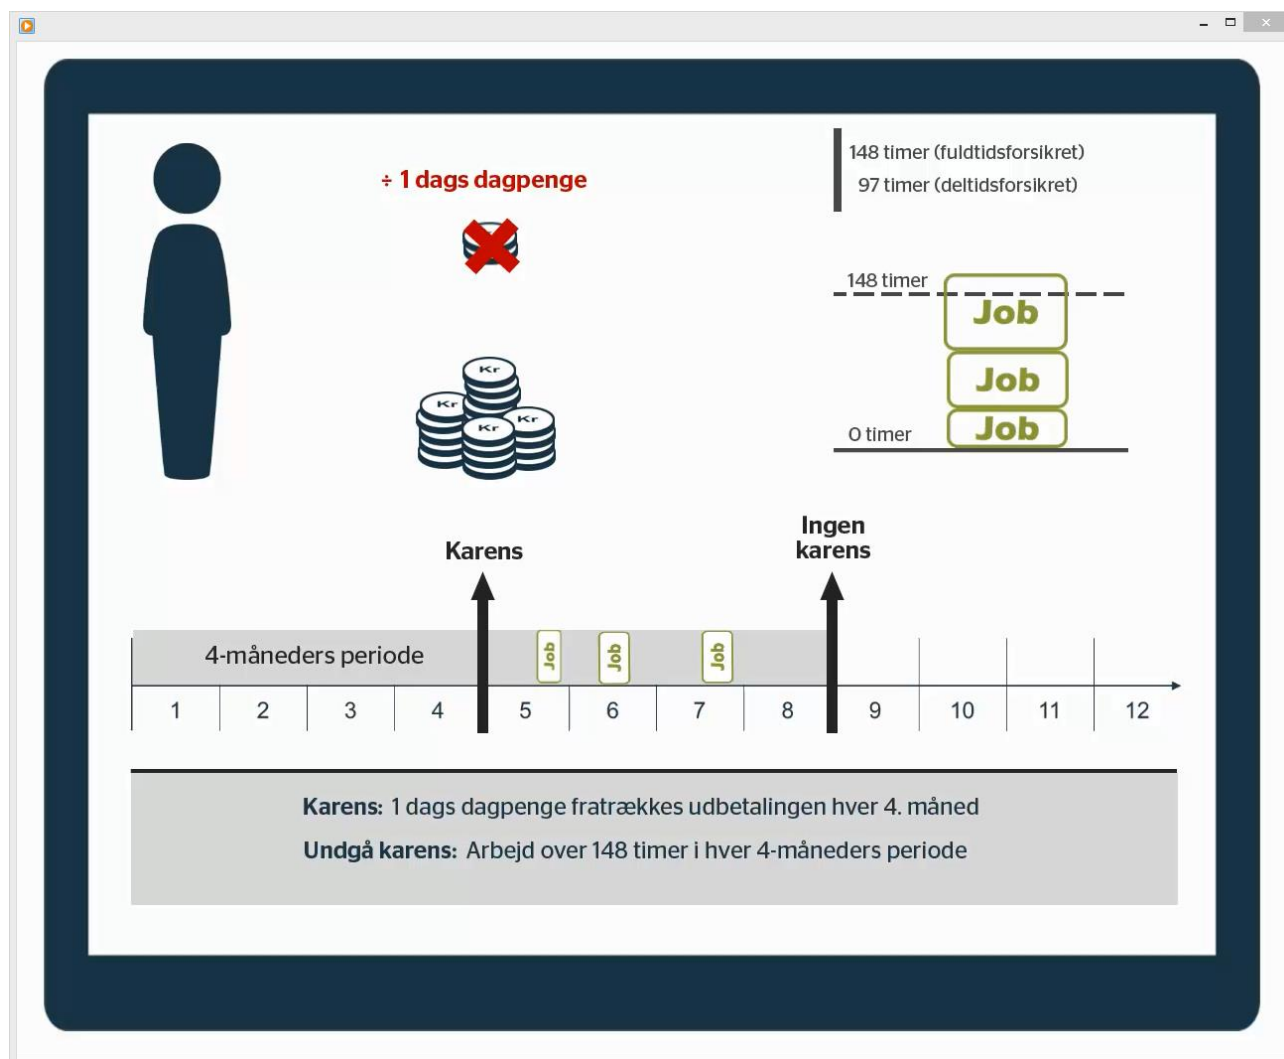 ÷ 1 dags dagpenge
148 timer (fuldtidsforsikret)
97 timer (deltidsforsikret)
148 timer
Job
Job
Job
0 timer
Kr
Kr
Kr
Kr
Karens
Ingen
karens
4-måneders periode
Job
Job
Job
1 2 3 4 5 6 7 8 9 10 11 12
Karens: 1 dags dagpenge fratrækkes udbetalingen hver 4. måned
Undgå karens: Arbejd over 148 timer i hver 4-måneders periode